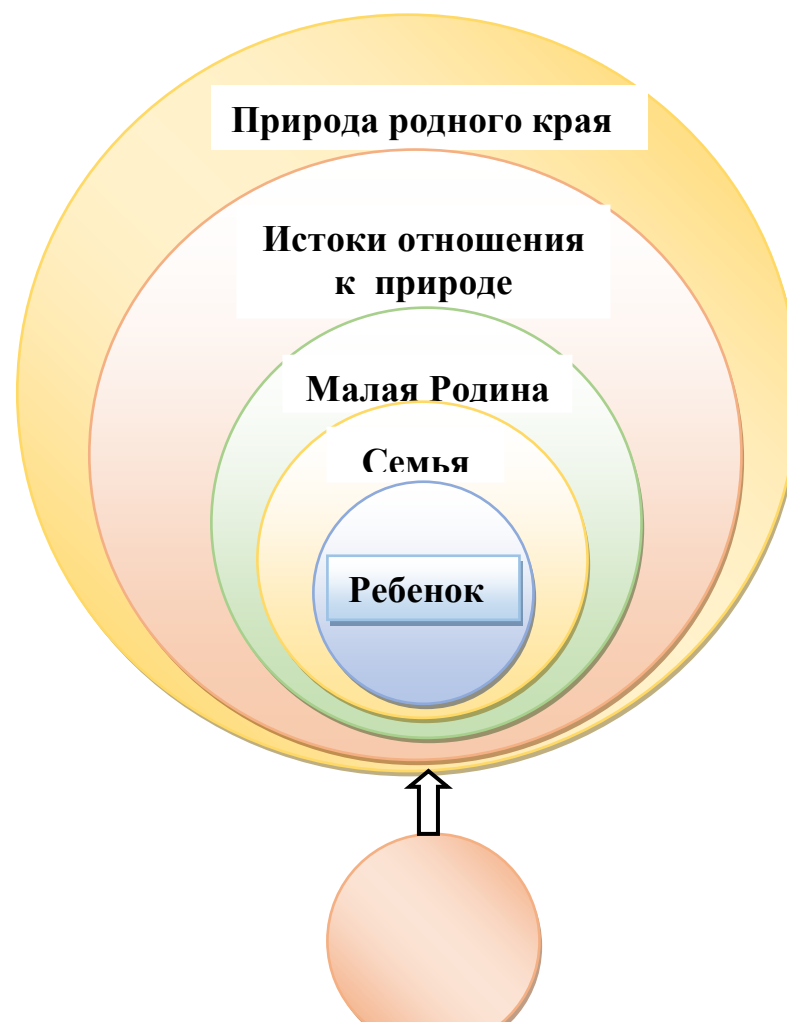 Природа родного края
Истоки отношения
к природе
Малая Родина
Семья
Ребенок